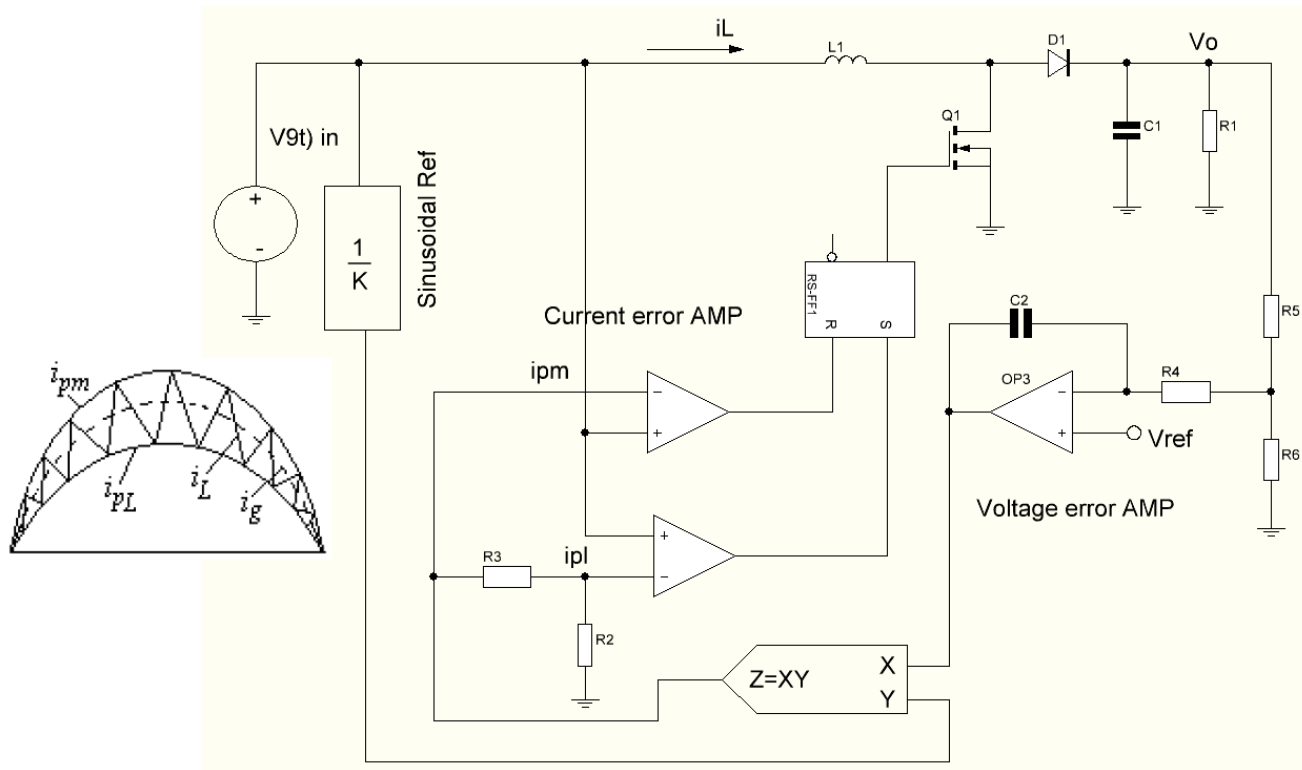 iL
L1
D1
Vo
V9t) in
Q1
C1
R1
+
-
1
K
Sinusoidal Ref
RS-FF1
R
S
Current error AMP
C2
R5
ipm
−
+
OP3
-
+
R4
Vref
R6
Voltage error AMP
ipm
ipL
iL
ig
R3
ipl
+
−
R2
Z=XY
X
Y